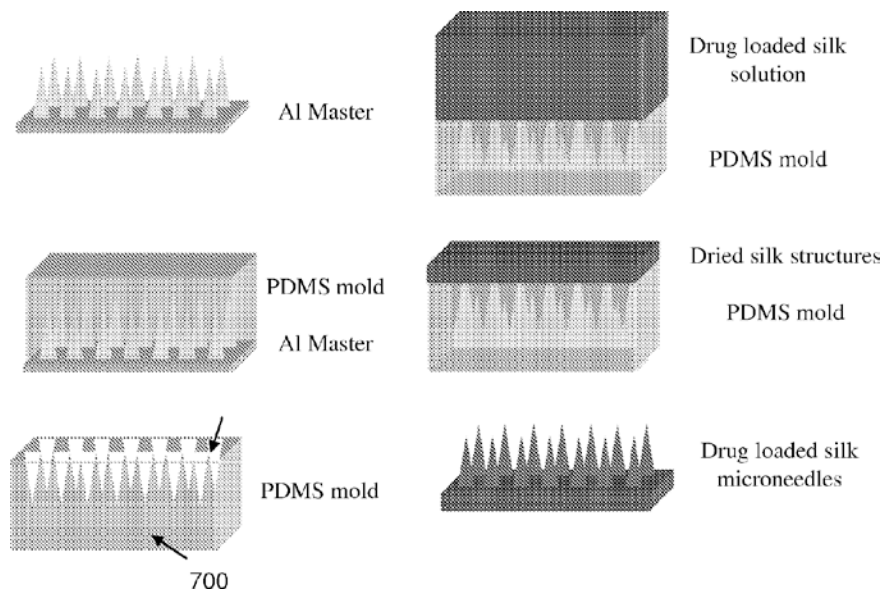 Al Master
PDMS mold
Al Master
PDMS mold
700
Drug loaded silk
solution
PDMS mold
Dried silk structures
PDMS mold
Drug loaded silk
microneedles